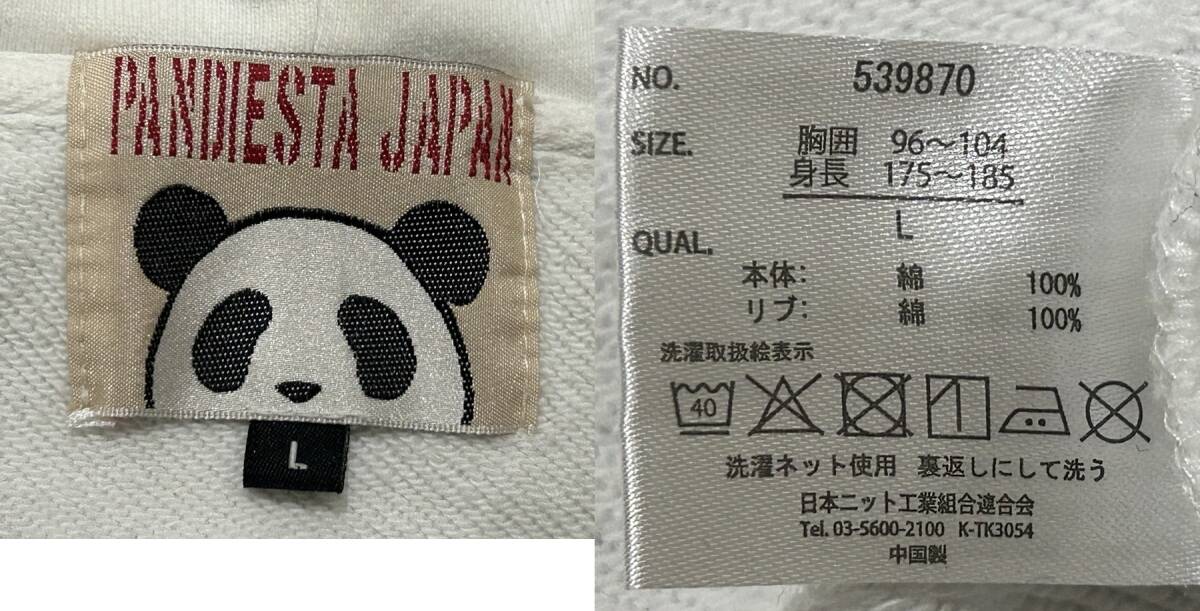 PANDIESTA JAPAN
L
NO. 539870
SIZE. 胸囲 96～104
身長 175～185
L
QUAL.
本体: 綿 100%
リブ: 綿 100%
洗濯取扱絵表示
40
洗濯ネット使用 裏返しにして洗う
日本ニット工業組合連合会
Tel. 03-5600-2100 K-TK3054
中国製